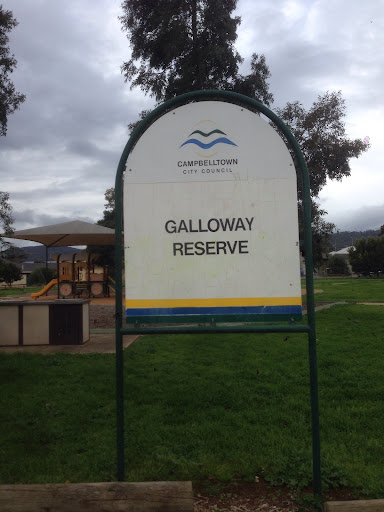 CAMPBELLTOWN
CITY COUNCIL
GALLOWAY
RESERVE